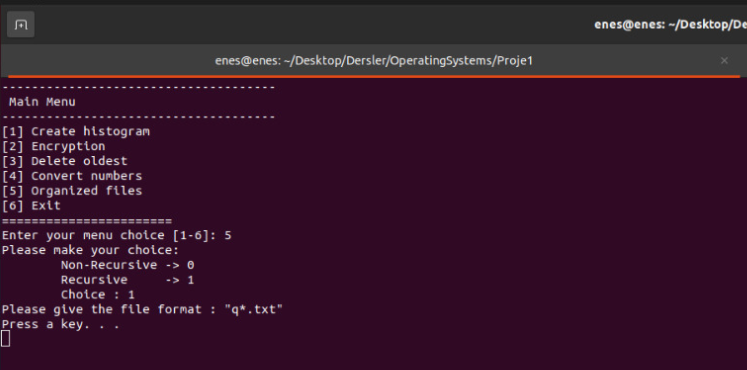 enes@enes: ~/Desktop/De
enes@enes: ~/Desktop/Dersler/OperatingSystems/Proje1
-------------------------------------
 Main Menu
-------------------------------------
[1] Create histogram
[2] Encryption
[3] Delete oldest
[4] Convert numbers
[5] Organized files
[6] Exit
=======================
Enter your menu choice [1-6]: 5
Please make your choice:
        Non-Recursive -> 0
        Recursive     -> 1
        Choice : 1
Please give the file format : "q*.txt"
Press a key. . .